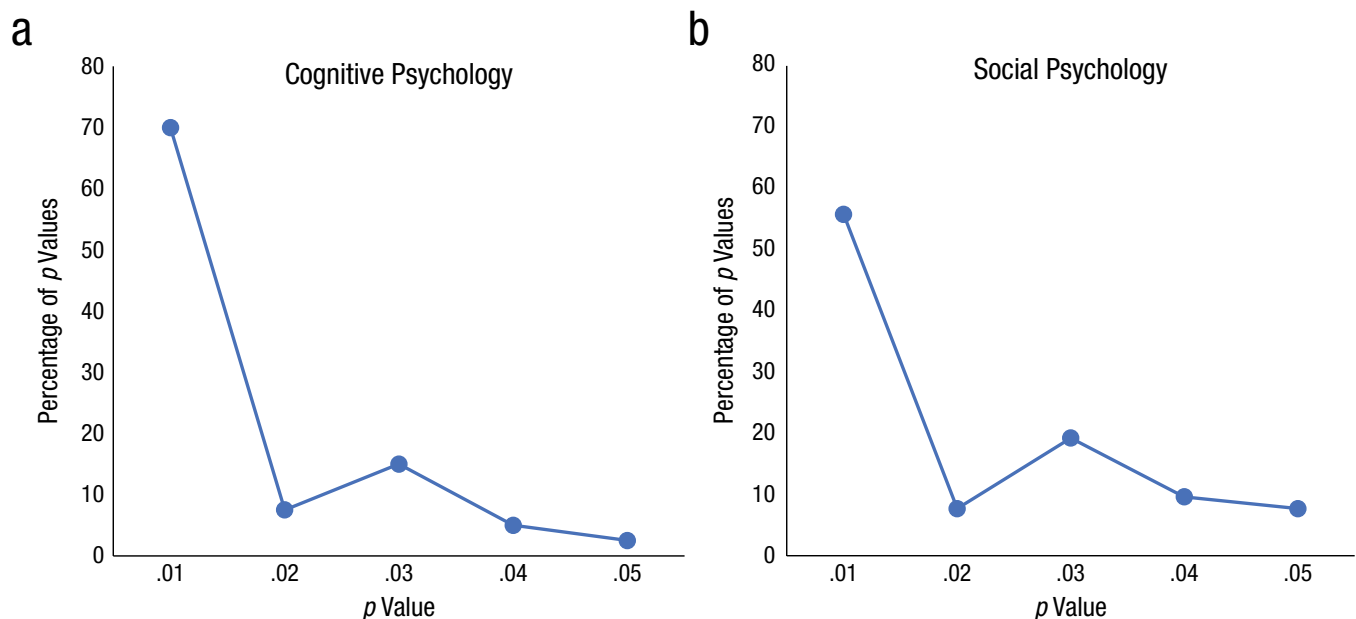 a
Cognitive Psychology
80
70
60
50
40
30
20
10
0
Percentage of p Values
.01 .02 .03 .04 .05
p Value
b
Social Psychology
80
70
60
50
40
30
20
10
0
Percentage of p Values
.01 .02 .03 .04 .05
p Value